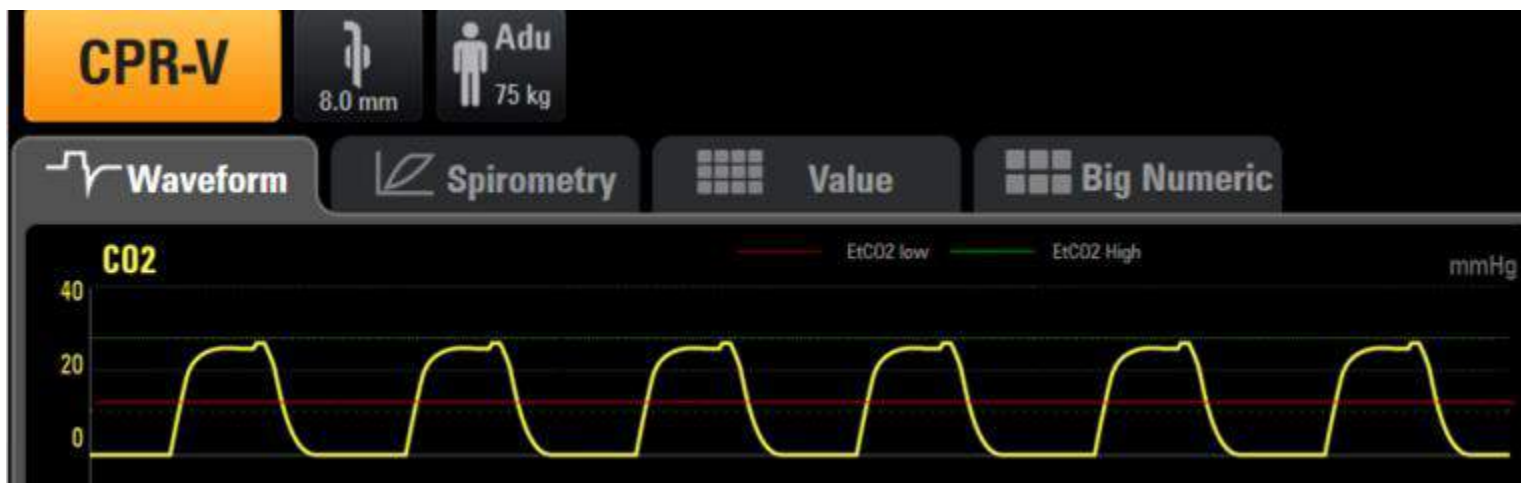 CPR-V
8.0 mm
Adu
75 kg
Waveform
Spirometry
Value
Big Numeric
CO2
EtCO2 low
EtCO2 High
mmHg
40
20
0